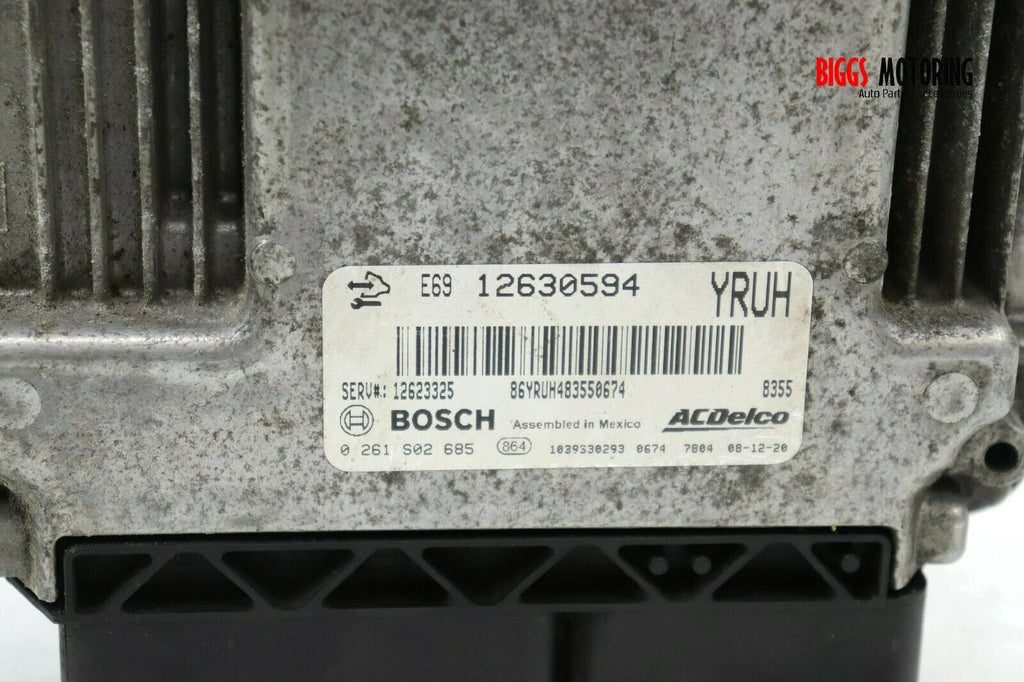 BIGGS MOTORING
Auto Parts & Accessories
E69 12630594 YRUH
SERV#: 12623325 86YRUH483550674 8355
BOSCH Assembled in Mexico ACDelco
0 261 S02 685 864 1039S30293 0674 7804 08-12-20